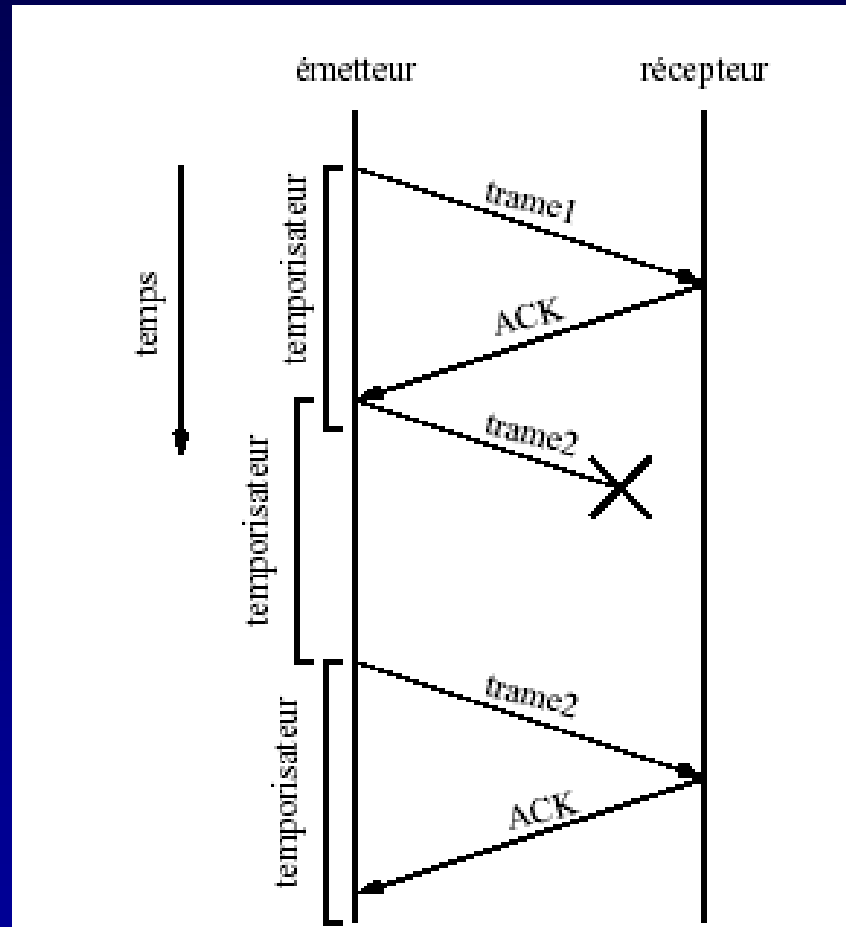 émetteur
récepteur
temps
temporisateur
trame1
ACK
temporisateur
trame2
temporisateur
trame2
ACK